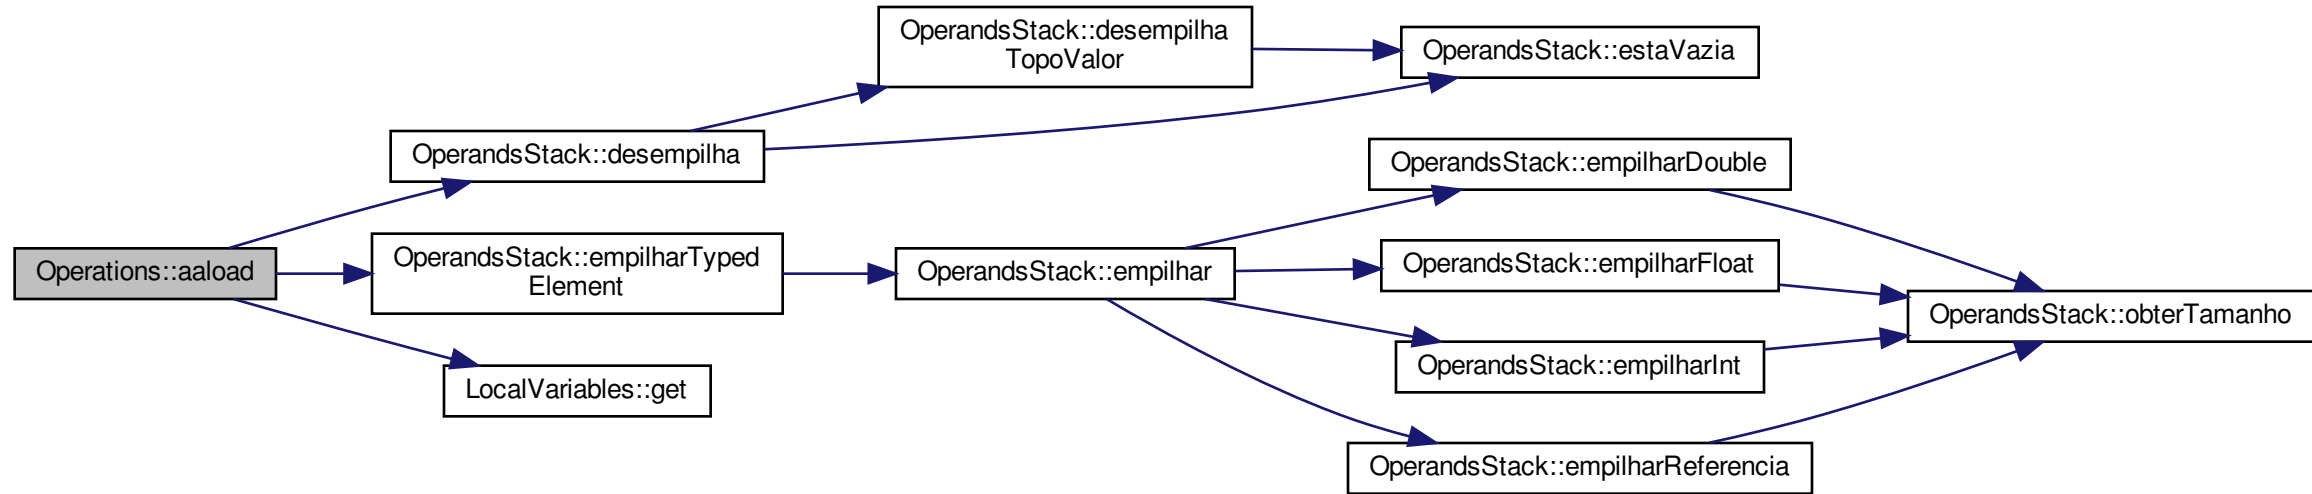 Operations::aaload
OperandsStack::desempilha
OperandsStack::empilharTyped
Element
LocalVariables::get
OperandsStack::desempilha
TopoValor
OperandsStack::empilhar
OperandsStack::estaVazia
OperandsStack::empilharDouble
OperandsStack::empilharFloat
OperandsStack::empilharInt
OperandsStack::empilharReferencia
OperandsStack::obterTamanho